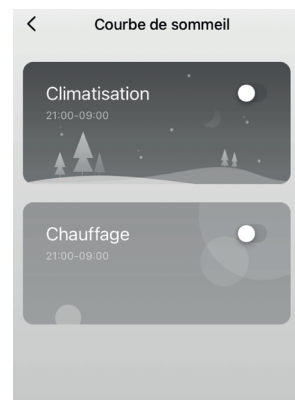 Courbe de sommeil
Climatisation
21:00-09:00
Chauffage
21:00-09:00